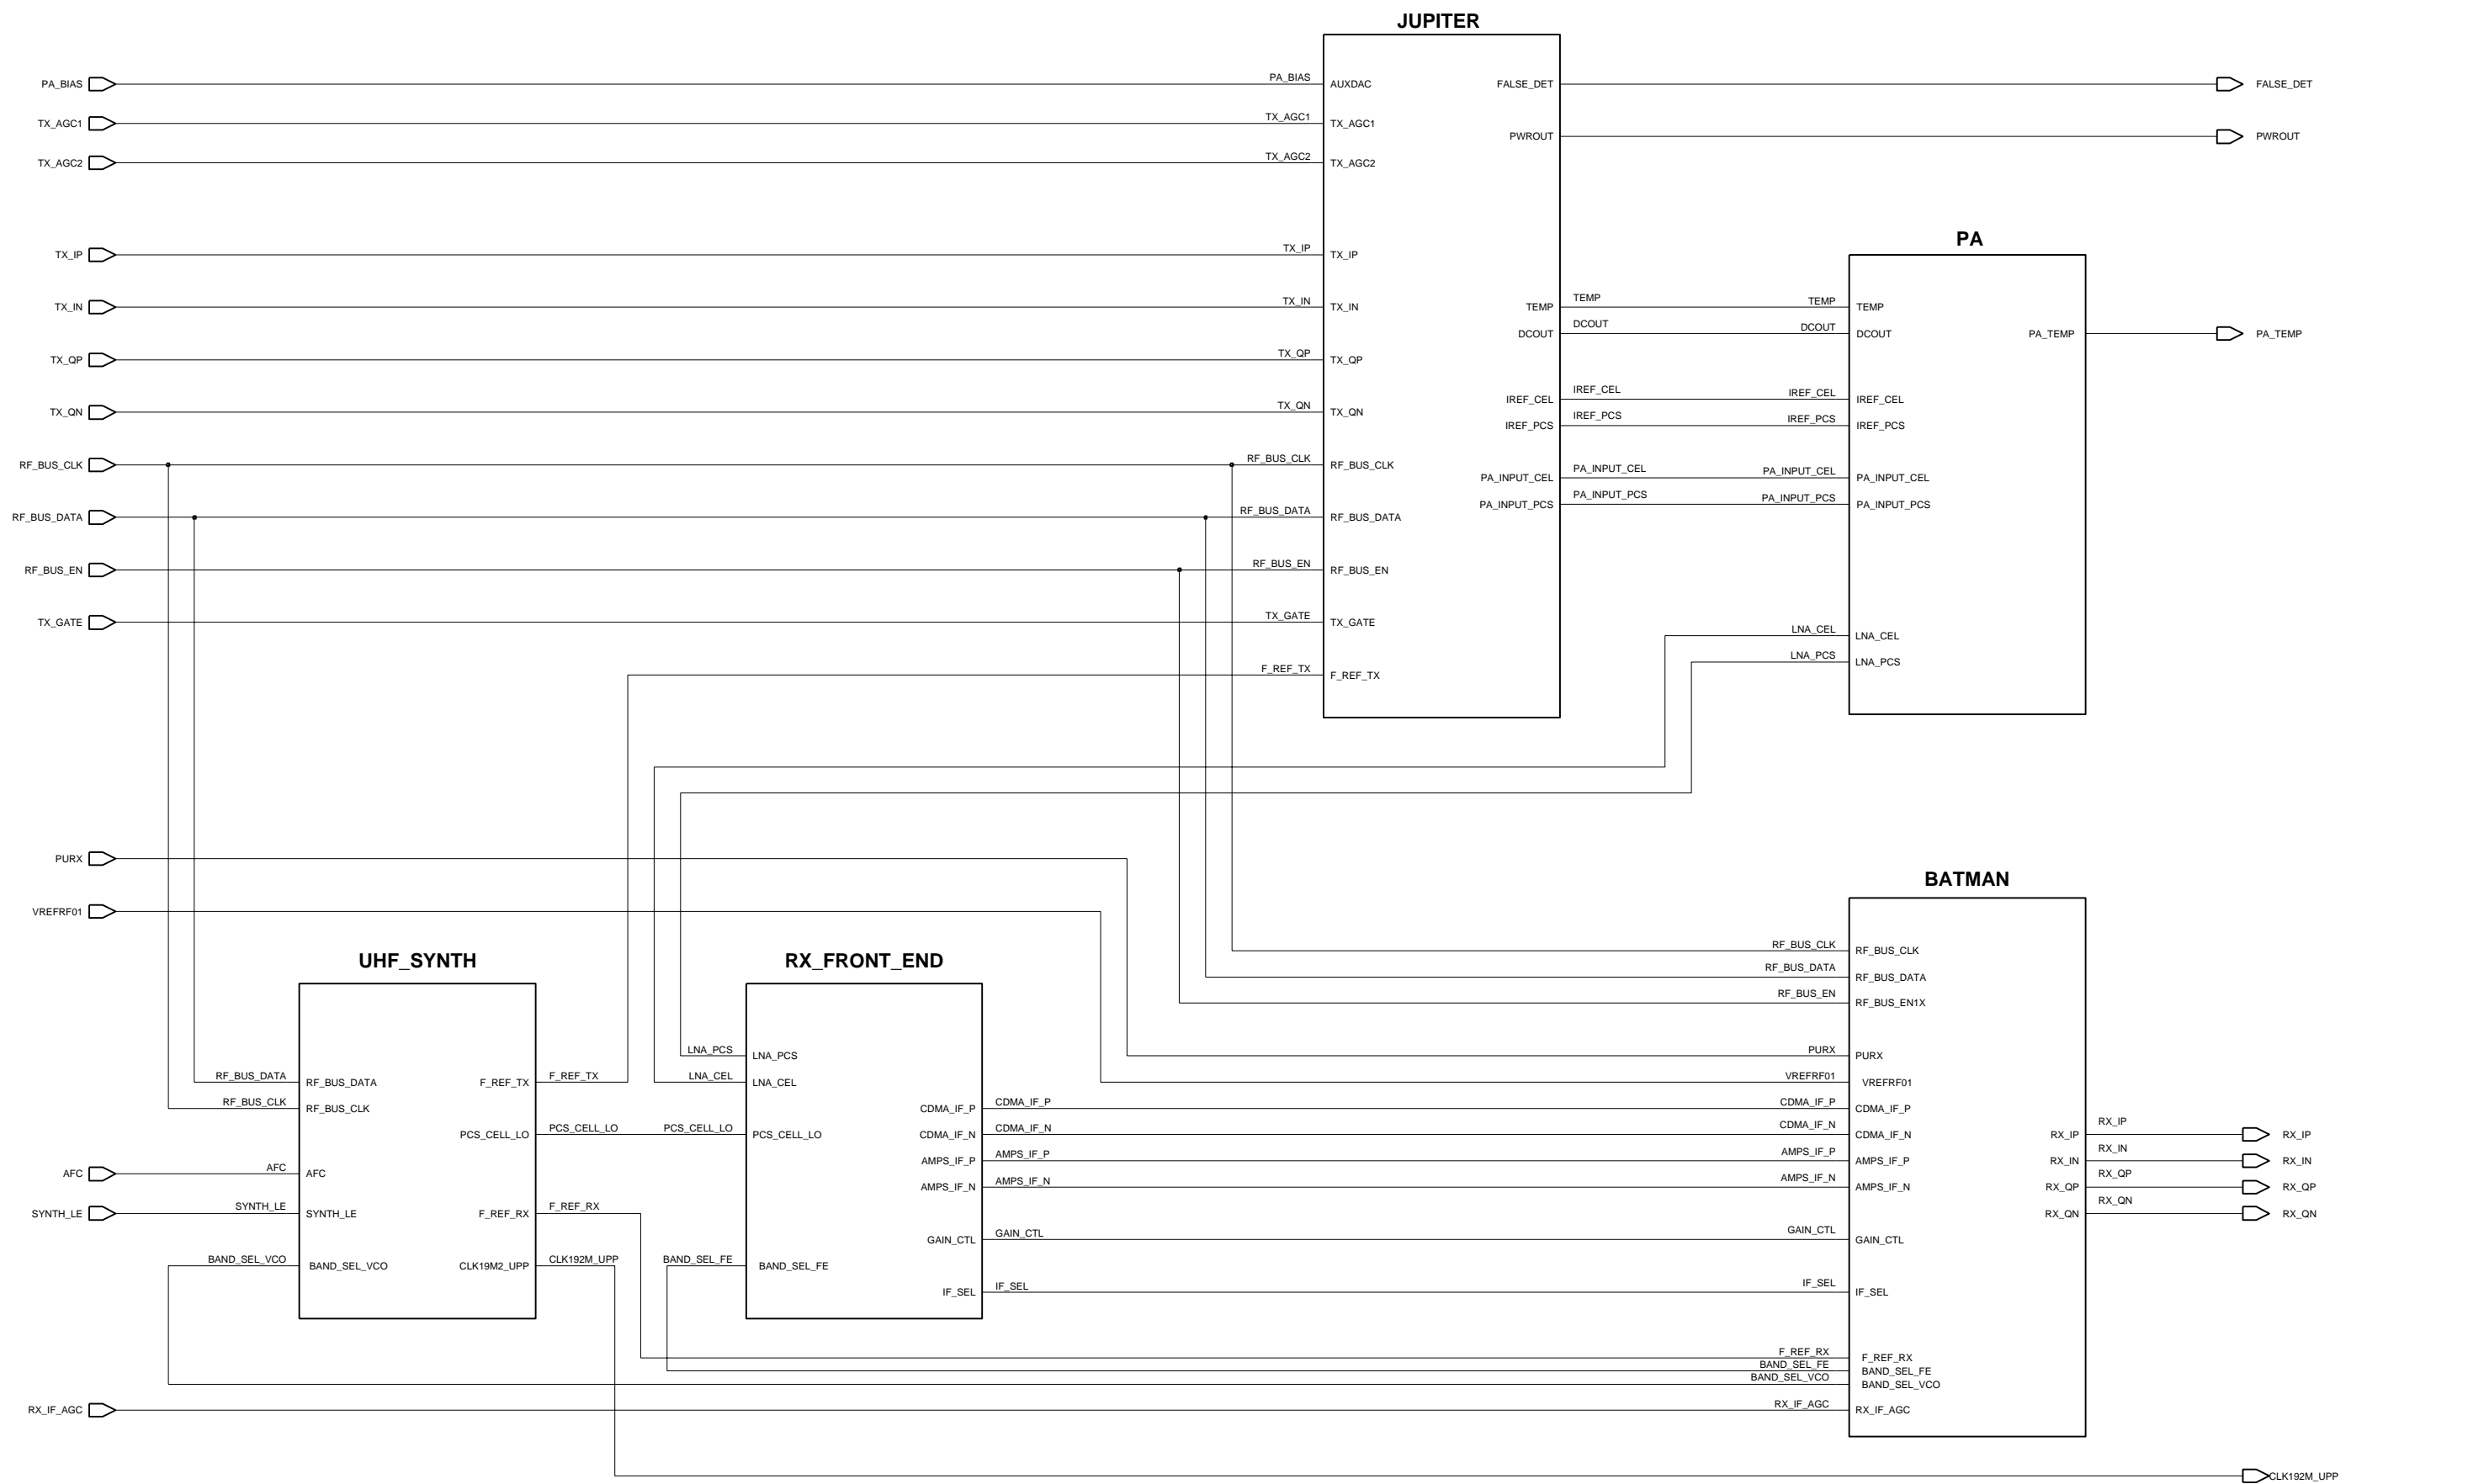 JUPITER
PA_BIAS PA_BIAS AUXDAC FALSE_DET FALSE_DET
TX_AGC1 TX_AGC1 TX_AGC1
PWROUT PWROUT
TX_AGC2 TX_AGC2 TX_AGC2
PA
TX_IP TX_IP TX_IP
TX_IN TX_IN TX_IN TEMP TEMP TEMP TEMP
DCOUT DCOUT DCOUT DCOUT PA_TEMP PA_TEMP
TX_QP TX_QP TX_QP
IREF_CEL IREF_CEL IREF_CEL IREF_CEL
TX_QN TX_QN TX_QN
IREF_PCS IREF_PCS IREF_PCS IREF_PCS
RF_BUS_CLK RF_BUS_CLK RF_BUS_CLK
PA_INPUT_CEL PA_INPUT_CEL PA_INPUT_CEL PA_INPUT_CEL
PA_INPUT_PCS PA_INPUT_PCS PA_INPUT_PCS PA_INPUT_PCS
RF_BUS_DATA RF_BUS_DATA RF_BUS_DATA
RF_BUS_EN RF_BUS_EN RF_BUS_EN
TX_GATE TX_GATE TX_GATE
LNA_CEL LNA_CEL
LNA_PCS LNA_PCS
F_REF_TX F_REF_TX
PURX
BATMAN
VREFRF01
RF_BUS_CLK RF_BUS_CLK
UHF_SYNTH RX_FRONT_END
RF_BUS_DATA RF_BUS_DATA
RF_BUS_EN RF_BUS_EN1X
LNA_PCS LNA_PCS PURX PURX
RF_BUS_DATA RF_BUS_DATA F_REF_TX F_REF_TX LNA_CEL LNA_CEL VREFRF01 VREFRF01
RF_BUS_CLK RF_BUS_CLK CDMA_IF_P CDMA_IF_P CDMA_IF_P CDMA_IF_P
PCS_CELL_LO PCS_CELL_LO PCS_CELL_LO PCS_CELL_LO CDMA_IF_N CDMA_IF_N CDMA_IF_N CDMA_IF_N RX_IP RX_IP RX_IP
AMPS_IF_P AMPS_IF_P AMPS_IF_P AMPS_IF_P RX_IN RX_IN RX_IN
AFC AFC AFC
AMPS_IF_N AMPS_IF_N AMPS_IF_N AMPS_IF_N RX_QP RX_QP RX_QP
SYNTH_LE SYNTH_LE SYNTH_LE F_REF_RX F_REF_RX RX_QN RX_QN RX_QN
GAIN_CTL GAIN_CTL GAIN_CTL GAIN_CTL
BAND_SEL_VCO BAND_SEL_VCO CLK19M2_UPP CLK192M_UPP BAND_SEL_FE BAND_SEL_FE
IF_SEL IF_SEL IF_SEL IF_SEL
F_REF_RX F_REF_RX
BAND_SEL_FE BAND_SEL_FE
BAND_SEL_VCO BAND_SEL_VCO
RX_IF_AGC RX_IF_AGC RX_IF_AGC
CLK192M_UPP